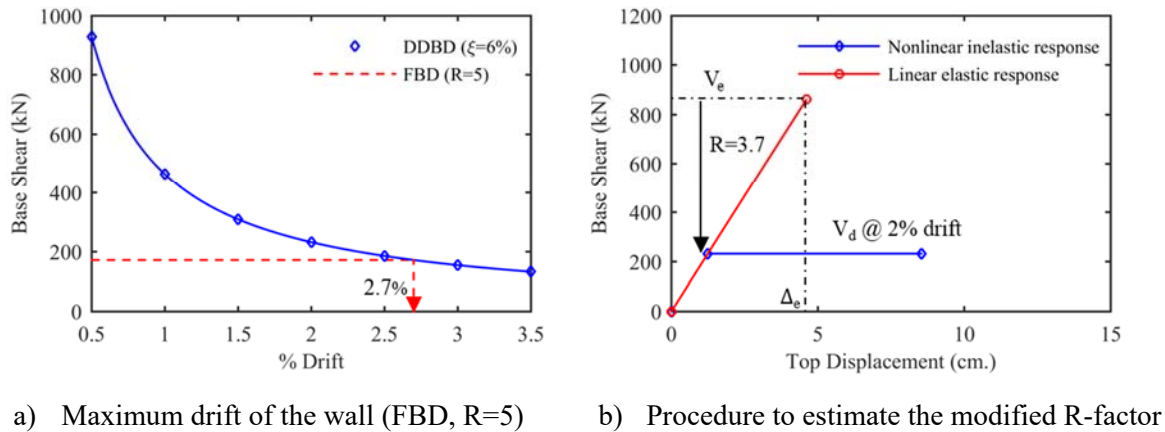 1000
800
600
400
200
0
Base Shear (kN)
DDBD (ξ=6%)
FBD (R=5)
2.7%
0.5 1 1.5 2 2.5 3 3.5
% Drift
a) Maximum drift of the wall (FBD, R=5)
1200
1000
800
600
400
200
0
Base Shear (kN)
Nonlinear inelastic response
Linear elastic response
Vₑ
R=3.7
V_d @ 2% drift
Δₑ
0 5 10 15
Top Displacement (cm.)
b) Procedure to estimate the modified R-factor